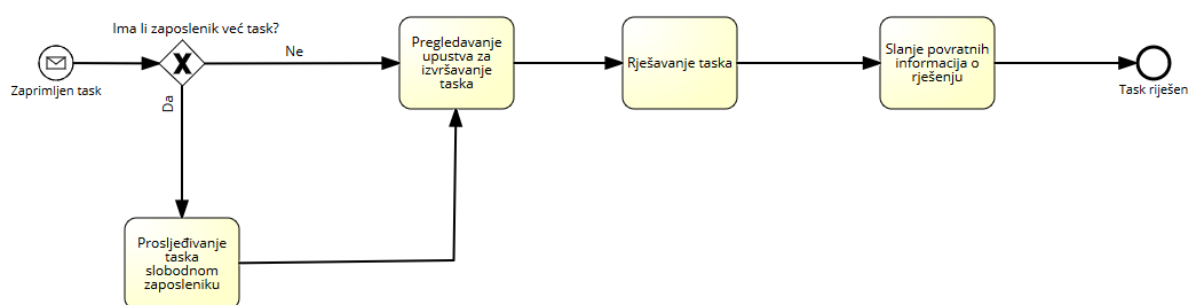 Ima li zaposlenik već task?
Zaprimljen task
Ne
Da
Pregledavanje
upustva za
izvršavanje
taska
Rješavanje taska
Slanje povratnih
informacija o
rješenju
Task riješen
Prosljeđivanje
taska
slobodnom
zaposleniku